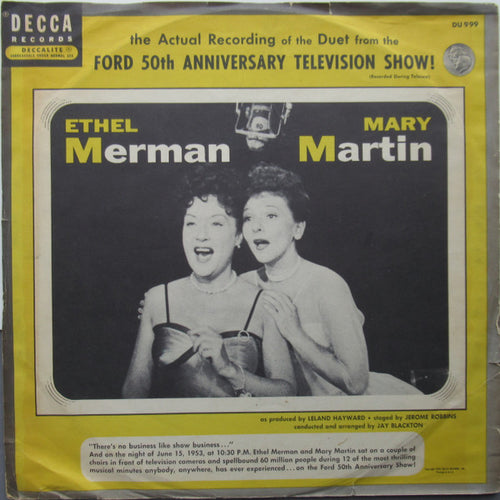 DECCA
RECORDS
DECCALITE
UNBREAKABLE UNDER NORMAL USE
DU 999
the Actual Recording of the Duet from the
FORD 50th ANNIVERSARY TELEVISION SHOW!
(Recorded During Telecast)
ETHEL
Merman
MARY
Martin
as produced by LELAND HAYWARD • staged by JEROME ROBBINS
conducted and arranged by JAY BLACKTON
"There's no business like show business..."
And on the night of June 15, 1953, at 10:30 P.M. Ethel Merman and Mary Martin sat on a couple of
chairs in front of television cameras and spellbound 60 million people during 12 of the most thrilling
musical minutes anybody, anywhere, has ever experienced...on the Ford 50th Anniversary Show!